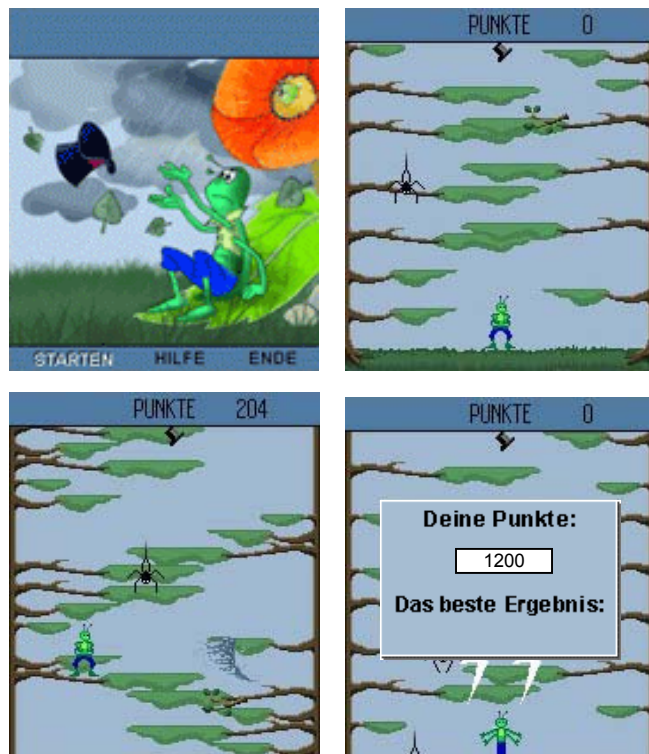 STARTEN HILFE ENDE
PUNKTE 0
PUNKTE 204
PUNKTE 0
Deine Punkte:
1200
Das beste Ergebnis: